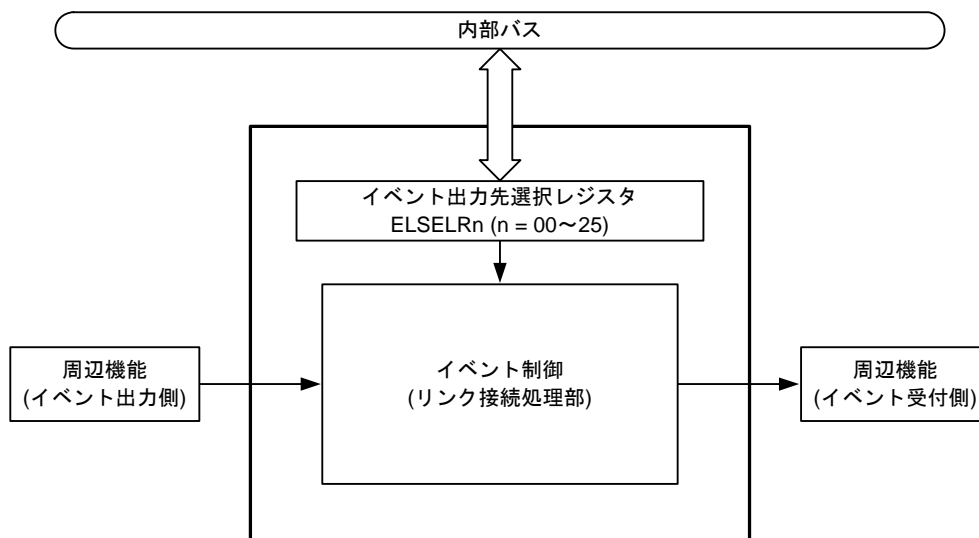 内部バス
イベント出力先選択レジスタ
ELSELRn (n = 00～25)
周辺機能
(イベント出力側)
イベント制御
(リンク接続処理部)
周辺機能
(イベント受付側)